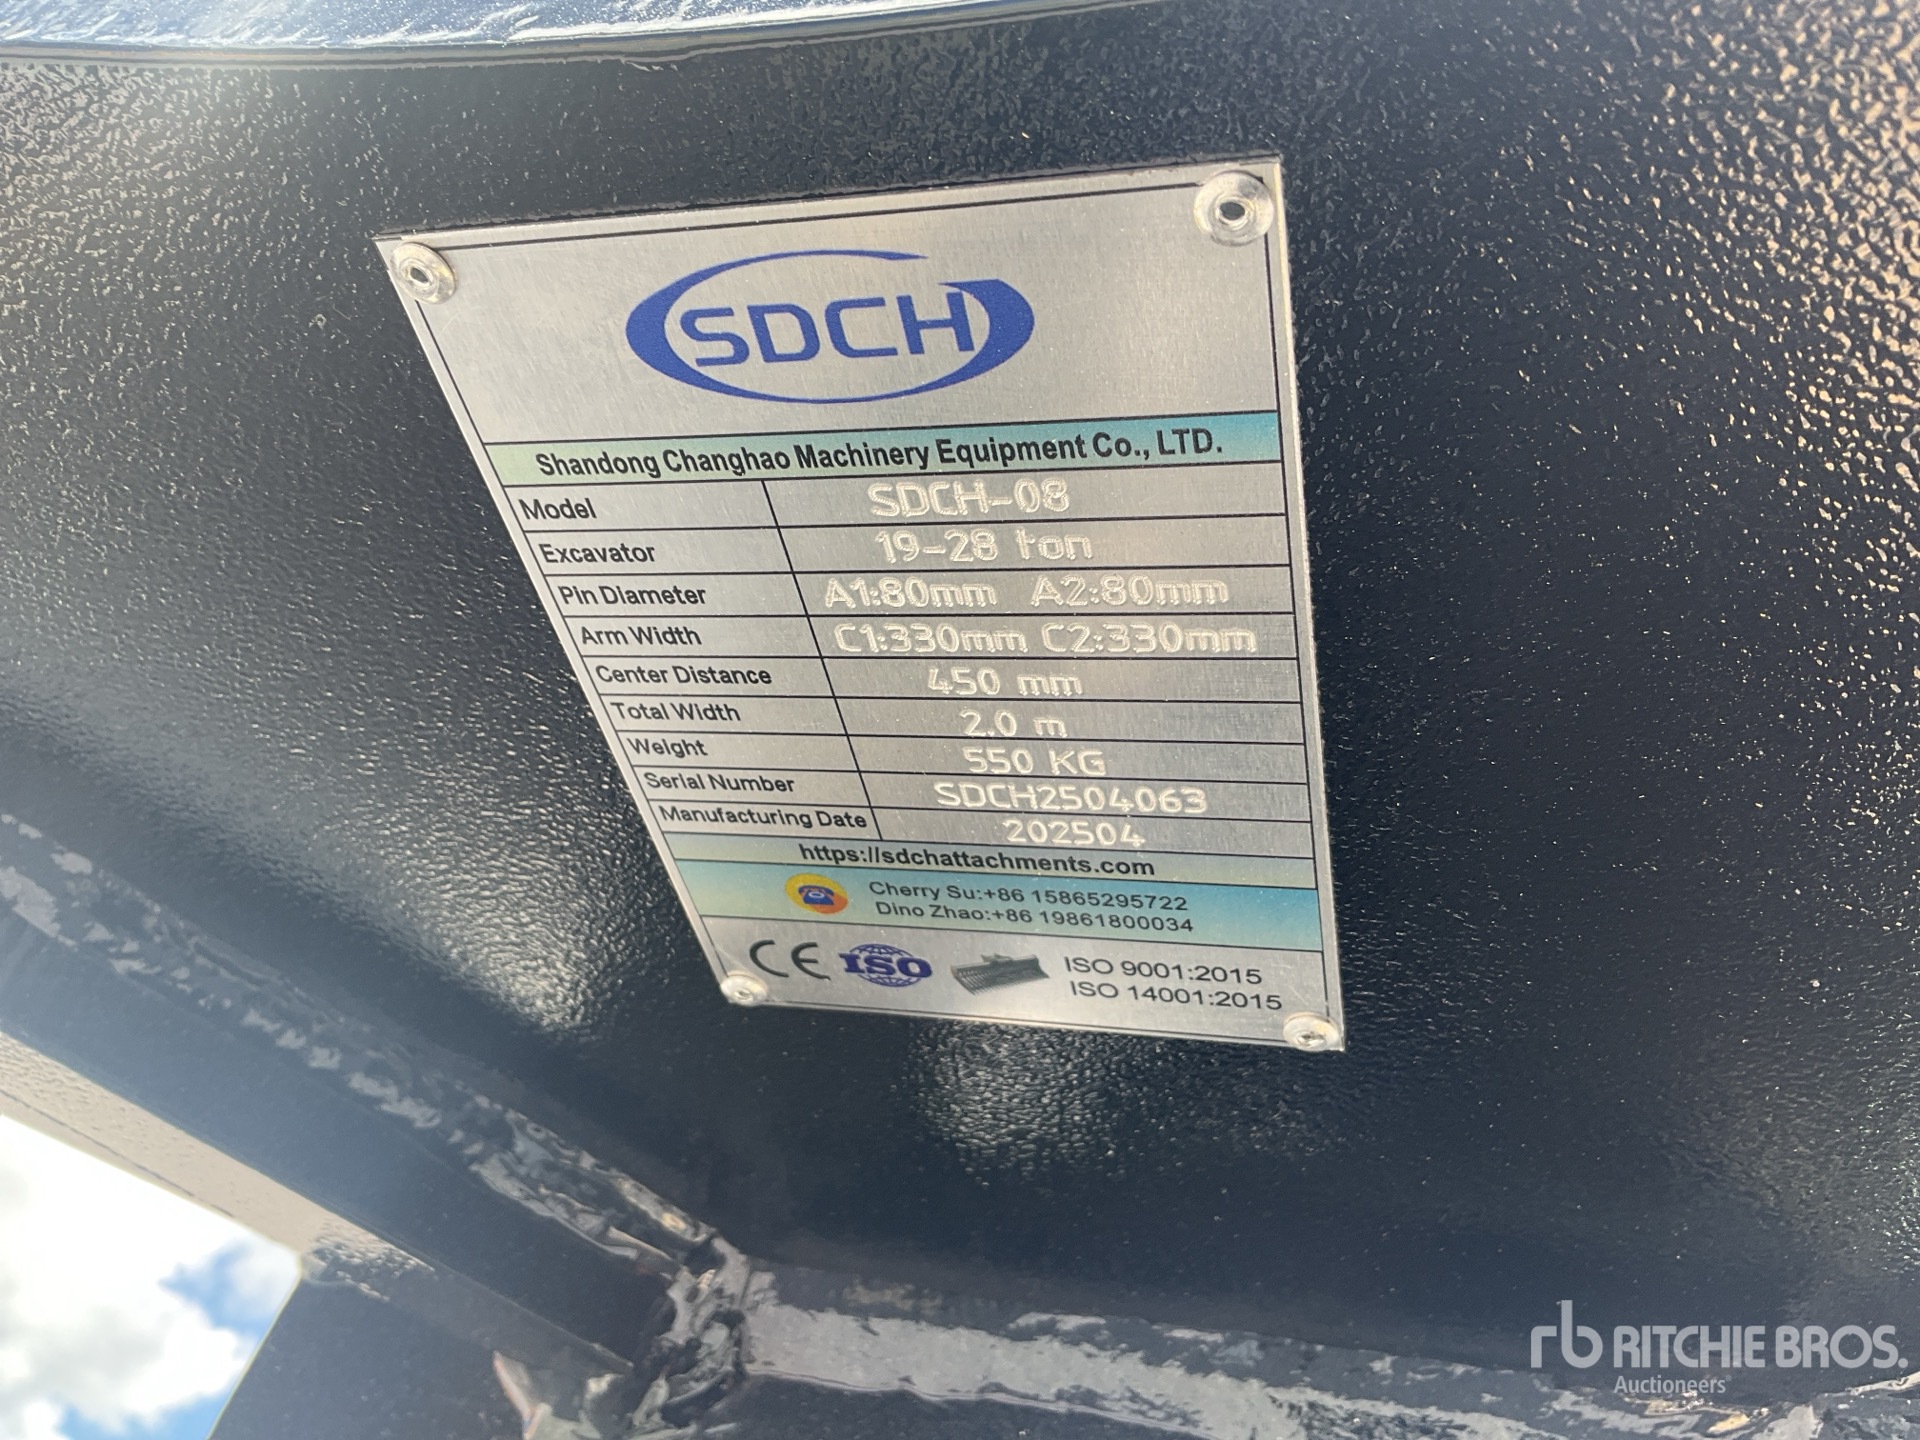 SDCH
Shandong Changhao Machinery Equipment Co., LTD.
Model SDCH-08
Excavator 19-28 ton
Pin Diameter A1:80mm A2:80mm
Arm Width C1:330mm C2:330mm
Center Distance 450 mm
Total Width 2.0 m
Weight 550 KG
Serial Number SDCH2504063
Manufacturing Date 202504
https://sdchattachments.com
Cherry Su:+86 15865295722
Dino Zhao:+86 19861800034
CE ISO ISO 9001:2015
ISO 14001:2015
rb RITCHIE BROS.
Auctioneers